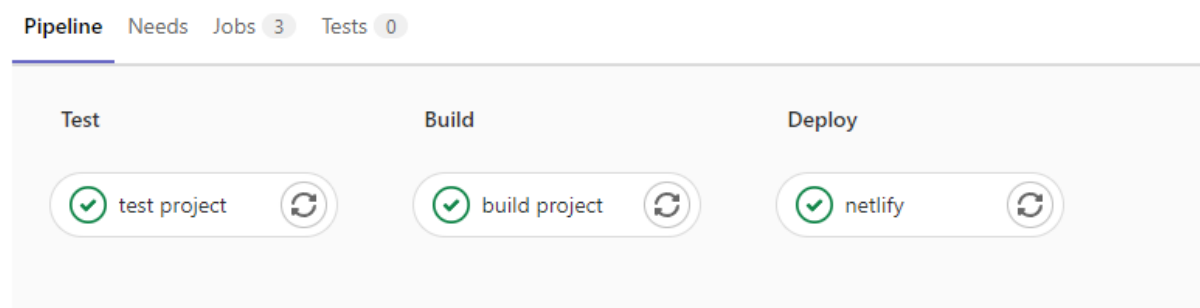 Pipeline Needs Jobs 3 Tests 0
Test Build Deploy
test project build project netlify